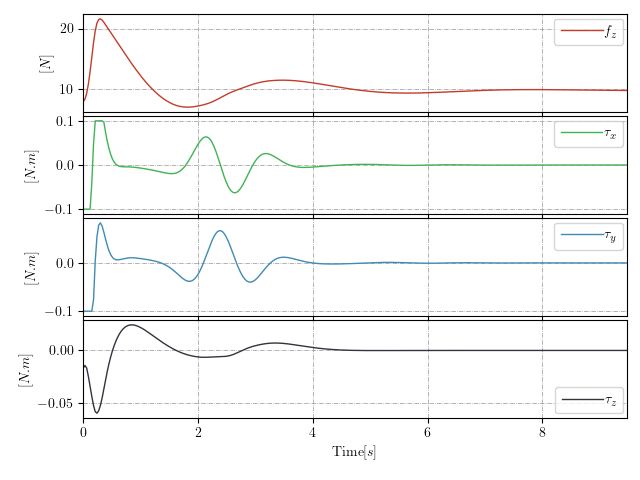 20
10
[N]
f_z
0.1
0.0
−0.1
[N.m]
τ_x
0.0
−0.1
[N.m]
τ_y
0.00
−0.05
[N.m]
τ_z
0 2 4 6 8
Time[s]